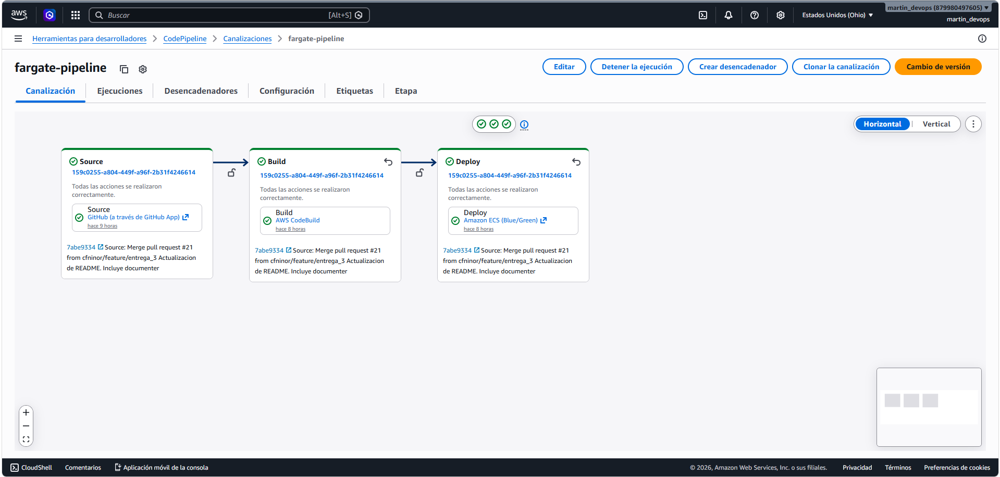 aws
Buscar
[Alt+S]
Estados Unidos (Ohio)
martin_devops (879980497605)
martin_devops
Herramientas para desarrolladores
CodePipeline
Canalizaciones
fargate-pipeline
fargate-pipeline
Editar
Detener la ejecución
Crear desencadenador
Clonar la canalización
Cambio de versión
Canalización
Ejecuciones
Desencadenadores
Configuración
Etiquetas
Etapa
Horizontal
Vertical
Source
159c0255-a804-449f-a96f-2b31f4246614
Todas las acciones se realizaron
correctamente.
Source
GitHub (a través de GitHub App)
hace 9 horas
7abe9334 Source: Merge pull request #21
from cfninor/feature/entrega_3 Actualizacion
de README. Incluye documenter
Build
159c0255-a804-449f-a96f-2b31f4246614
Todas las acciones se realizaron
correctamente.
Build
AWS CodeBuild
hace 8 horas
7abe9334 Source: Merge pull request #21
from cfninor/feature/entrega_3 Actualizacion
de README. Incluye documenter
Deploy
159c0255-a804-449f-a96f-2b31f4246614
Todas las acciones se realizaron
correctamente.
Deploy
Amazon ECS (Blue/Green)
hace 8 horas
7abe9334 Source: Merge pull request #21
from cfninor/feature/entrega_3 Actualizacion
de README. Incluye documenter
CloudShell
Comentarios
Aplicación móvil de la consola
© 2026, Amazon Web Services, Inc. o sus filiales.
Privacidad
Términos
Preferencias de cookies